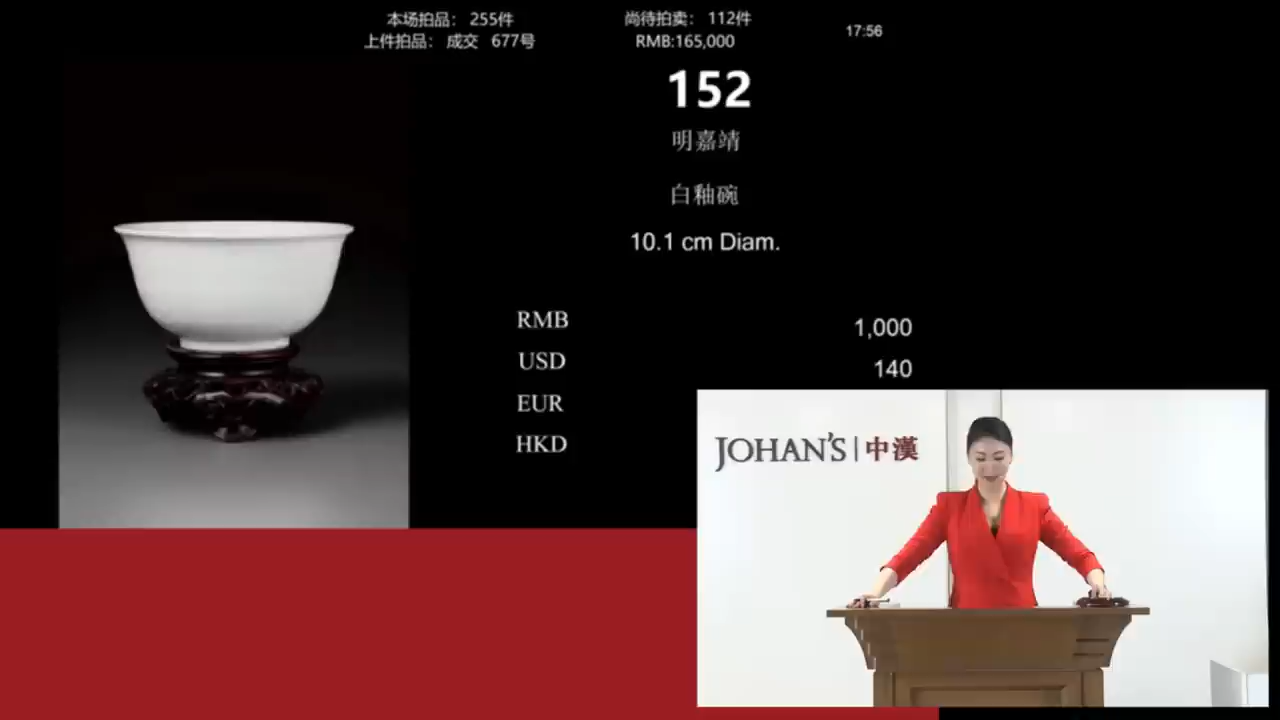 本场拍品： 255件
尚待拍卖： 112件
上件拍品： 成交 677号
RMB:165,000
17:56
152
明嘉靖
白釉碗
10.1 cm Diam.
RMB 1,000
USD 140
EUR
HKD
JOHAN'S|中漢